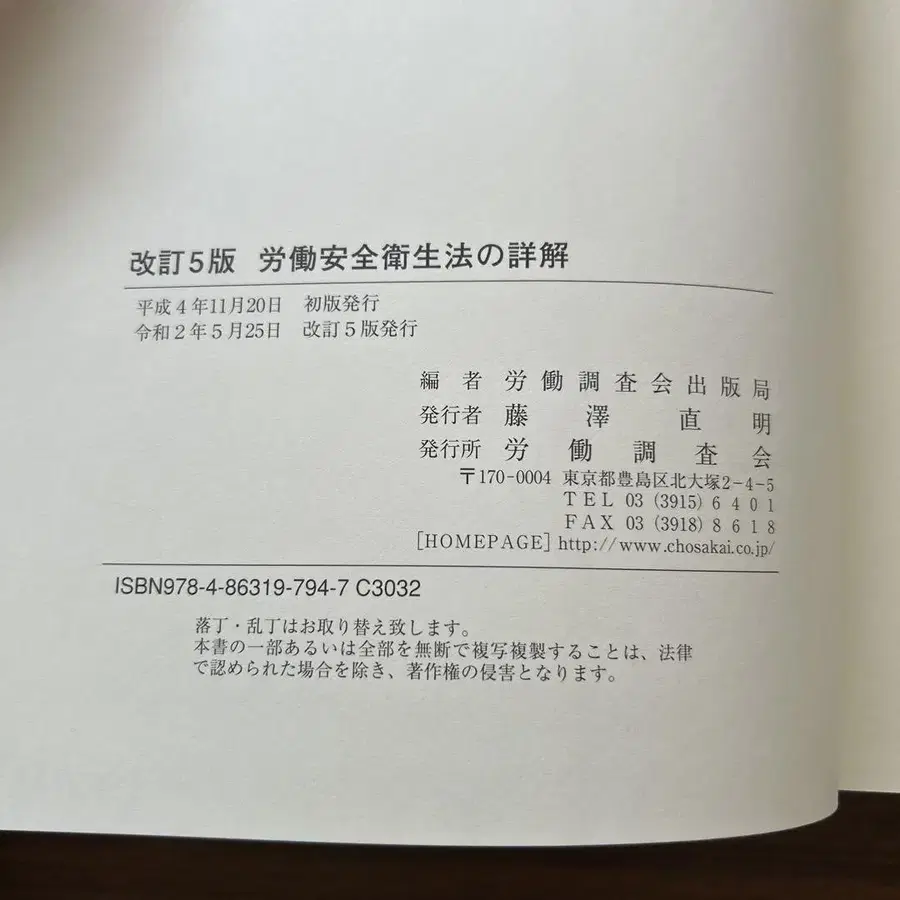 改訂5版 労働安全衛生法の詳解
平成4年11月20日 初版発行
令和2年5月25日 改訂5版発行
編者 労働調査会出版局
発行者 藤澤直明
発行所 労働調査会
〒170-0004 東京都豊島区北大塚2-4-5
TEL 03 (3915) 6401
FAX 03 (3918) 8618
[HOMEPAGE] http://www.chosakai.co.jp/
ISBN978-4-86319-794-7 C3032
落丁・乱丁はお取り替え致します。
本書の一部あるいは全部を無断で複写複製することは、法律
で認められた場合を除き、著作権の侵害となります。